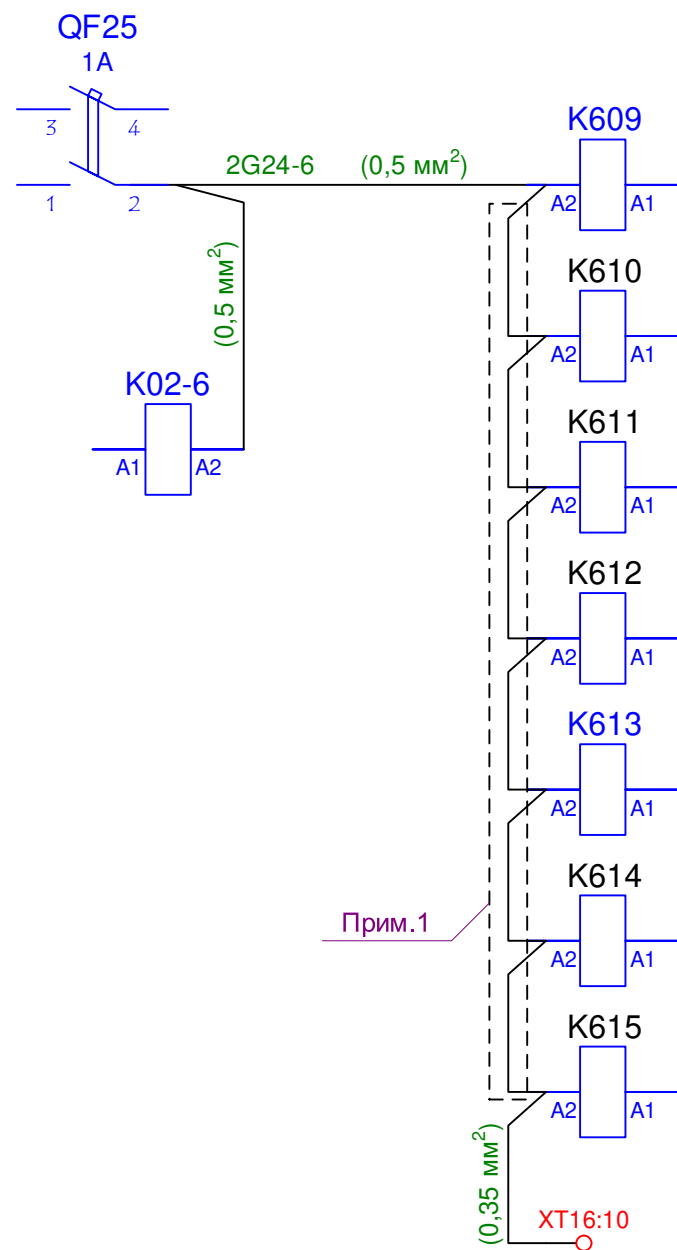 QF25
1A
3 4
1 2
2G24-6 (0,5 мм²)
(0,5 мм²)
K02-6
A1 A2
K609
A2 A1
K610
A2 A1
K611
A2 A1
K612
A2 A1
K613
A2 A1
K614
A2 A1
K615
A2 A1
Прим.1
(0,35 мм²)
XT16:10